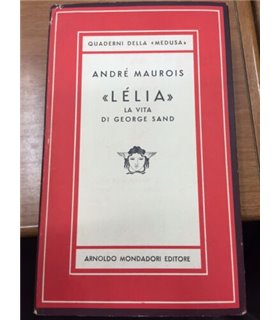 QUADERNI DELLA «MEDUSA»
ANDRÉ MAUROIS
«LÉLIA»
LA VITA
DI GEORGE SAND
ARNOLDO MONDADORI EDITORE